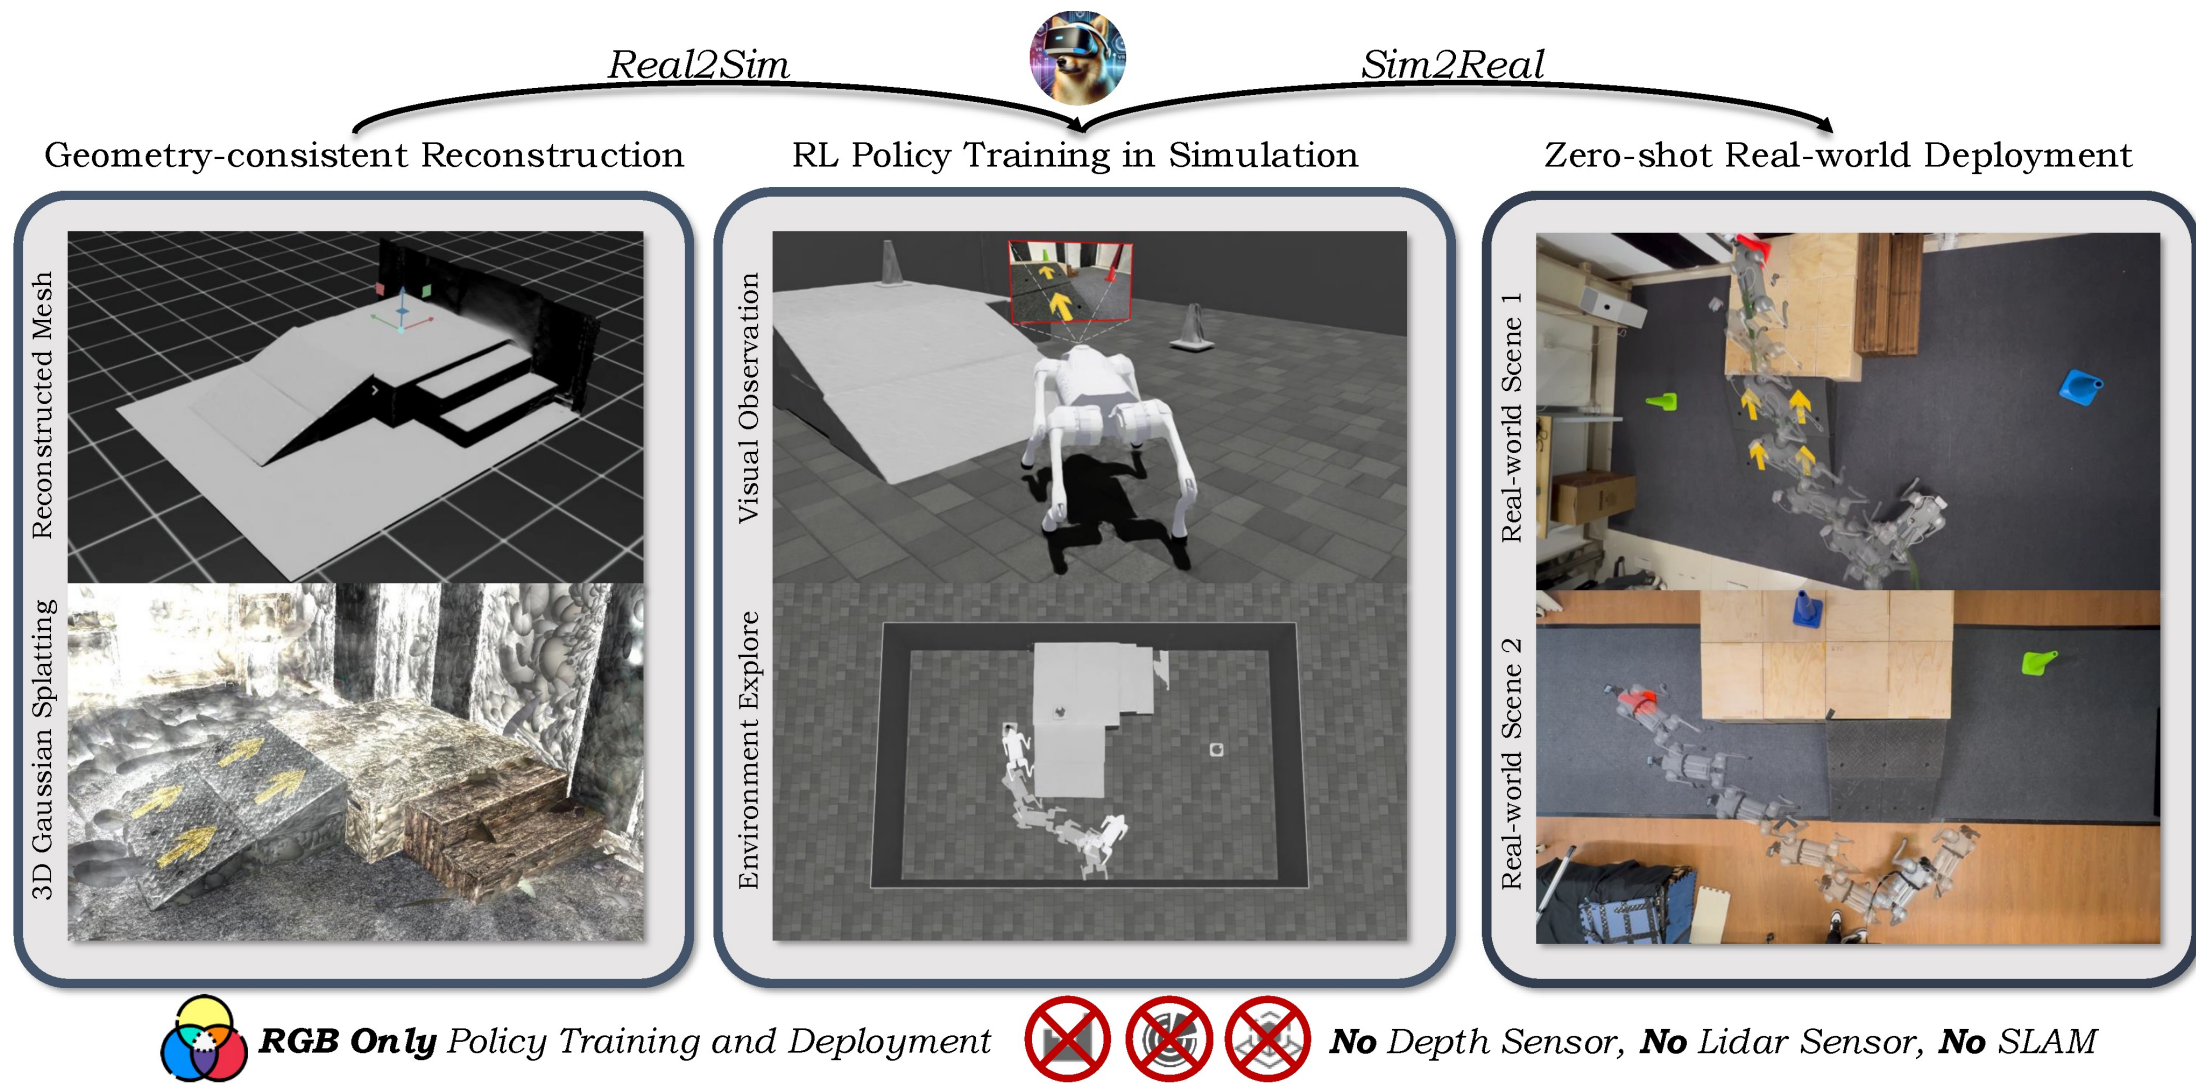 Real2Sim
Sim2Real
Geometry-consistent Reconstruction
RL Policy Training in Simulation
Zero-shot Real-world Deployment
Reconstructed Mesh
3D Gaussian Splatting
Visual Observation
Environment Explore
Real-world Scene 1
Real-world Scene 2
RGB Only Policy Training and Deployment
No Depth Sensor, No Lidar Sensor, No SLAM